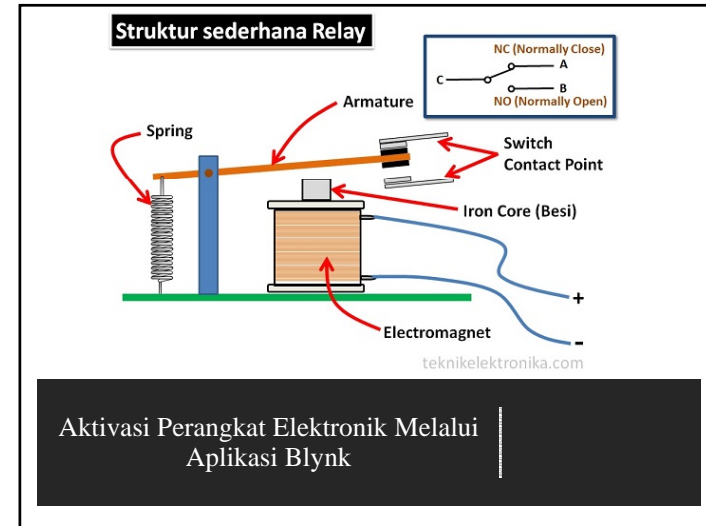 Struktur sederhana Relay
NC (Normally Close)
C
A
B
NO (Normally Open)
Armature
Spring
Switch
Contact Point
Iron Core (Besi)
+
Electromagnet
-
teknikelektronika.com
Aktivasi Perangkat Elektronik Melalui
Aplikasi Blynk